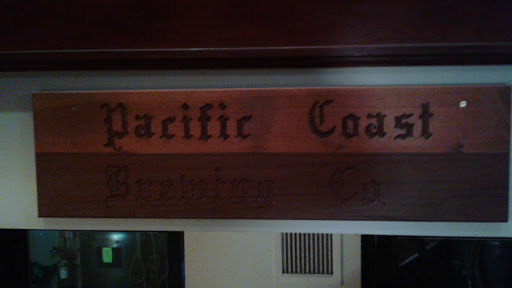 Pacific Coast
Brewing Co.